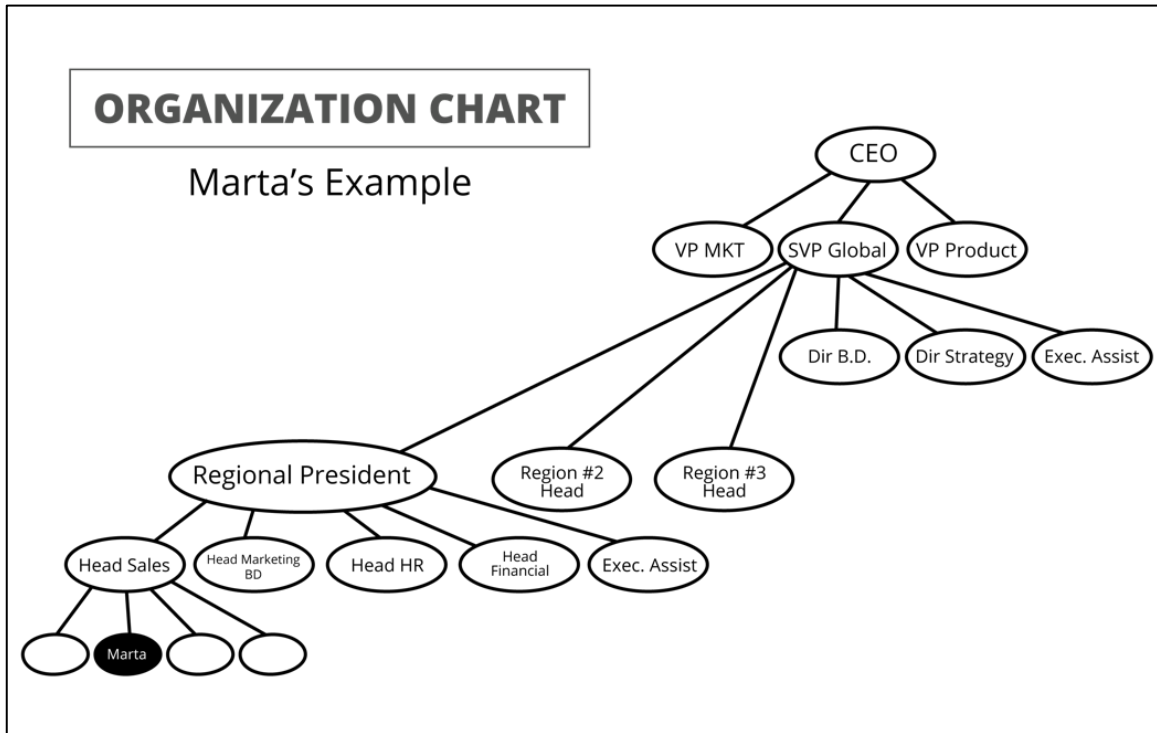 ORGANIZATION CHART
Marta’s Example
CEO
VP MKT
SVP Global
VP Product
Dir B.D.
Dir Strategy
Exec. Assist
Regional President
Region #2
Head
Region #3
Head
Head Sales
Head Marketing
BD
Head HR
Head
Financial
Exec. Assist
Marta